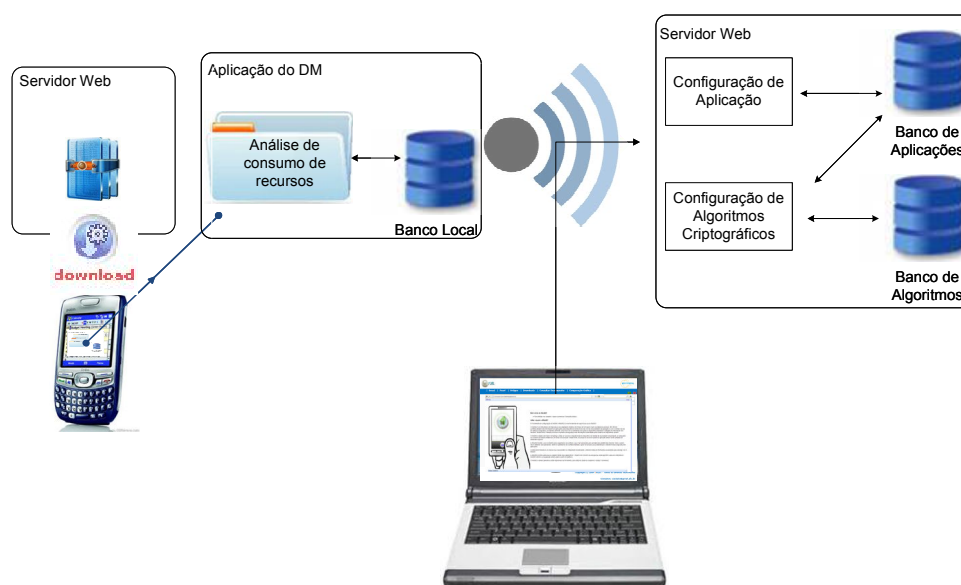 Servidor Web
download
Aplicação do DM
Análise de
consumo de
recursos
Banco Local
Servidor Web
Configuração de
Aplicação
Banco de
Aplicações
Configuração de
Algoritmos
Criptográficos
Banco de
Algoritmos